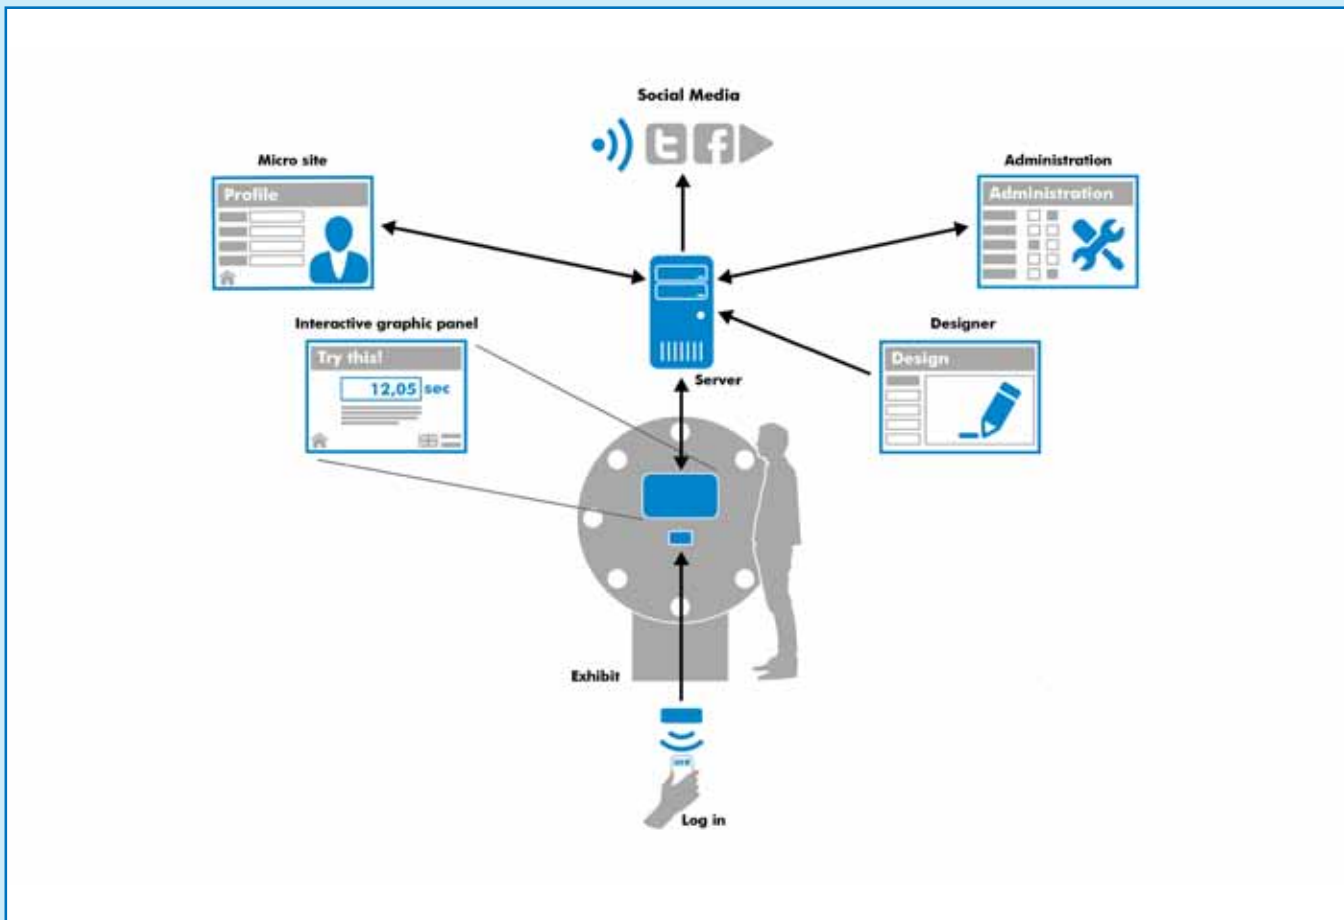 Social Media
Micro site
Profile
Administration
Administration
Interactive graphic panel
Try this!
12,05 sec
Designer
Design
Server
Exhibit
Log in